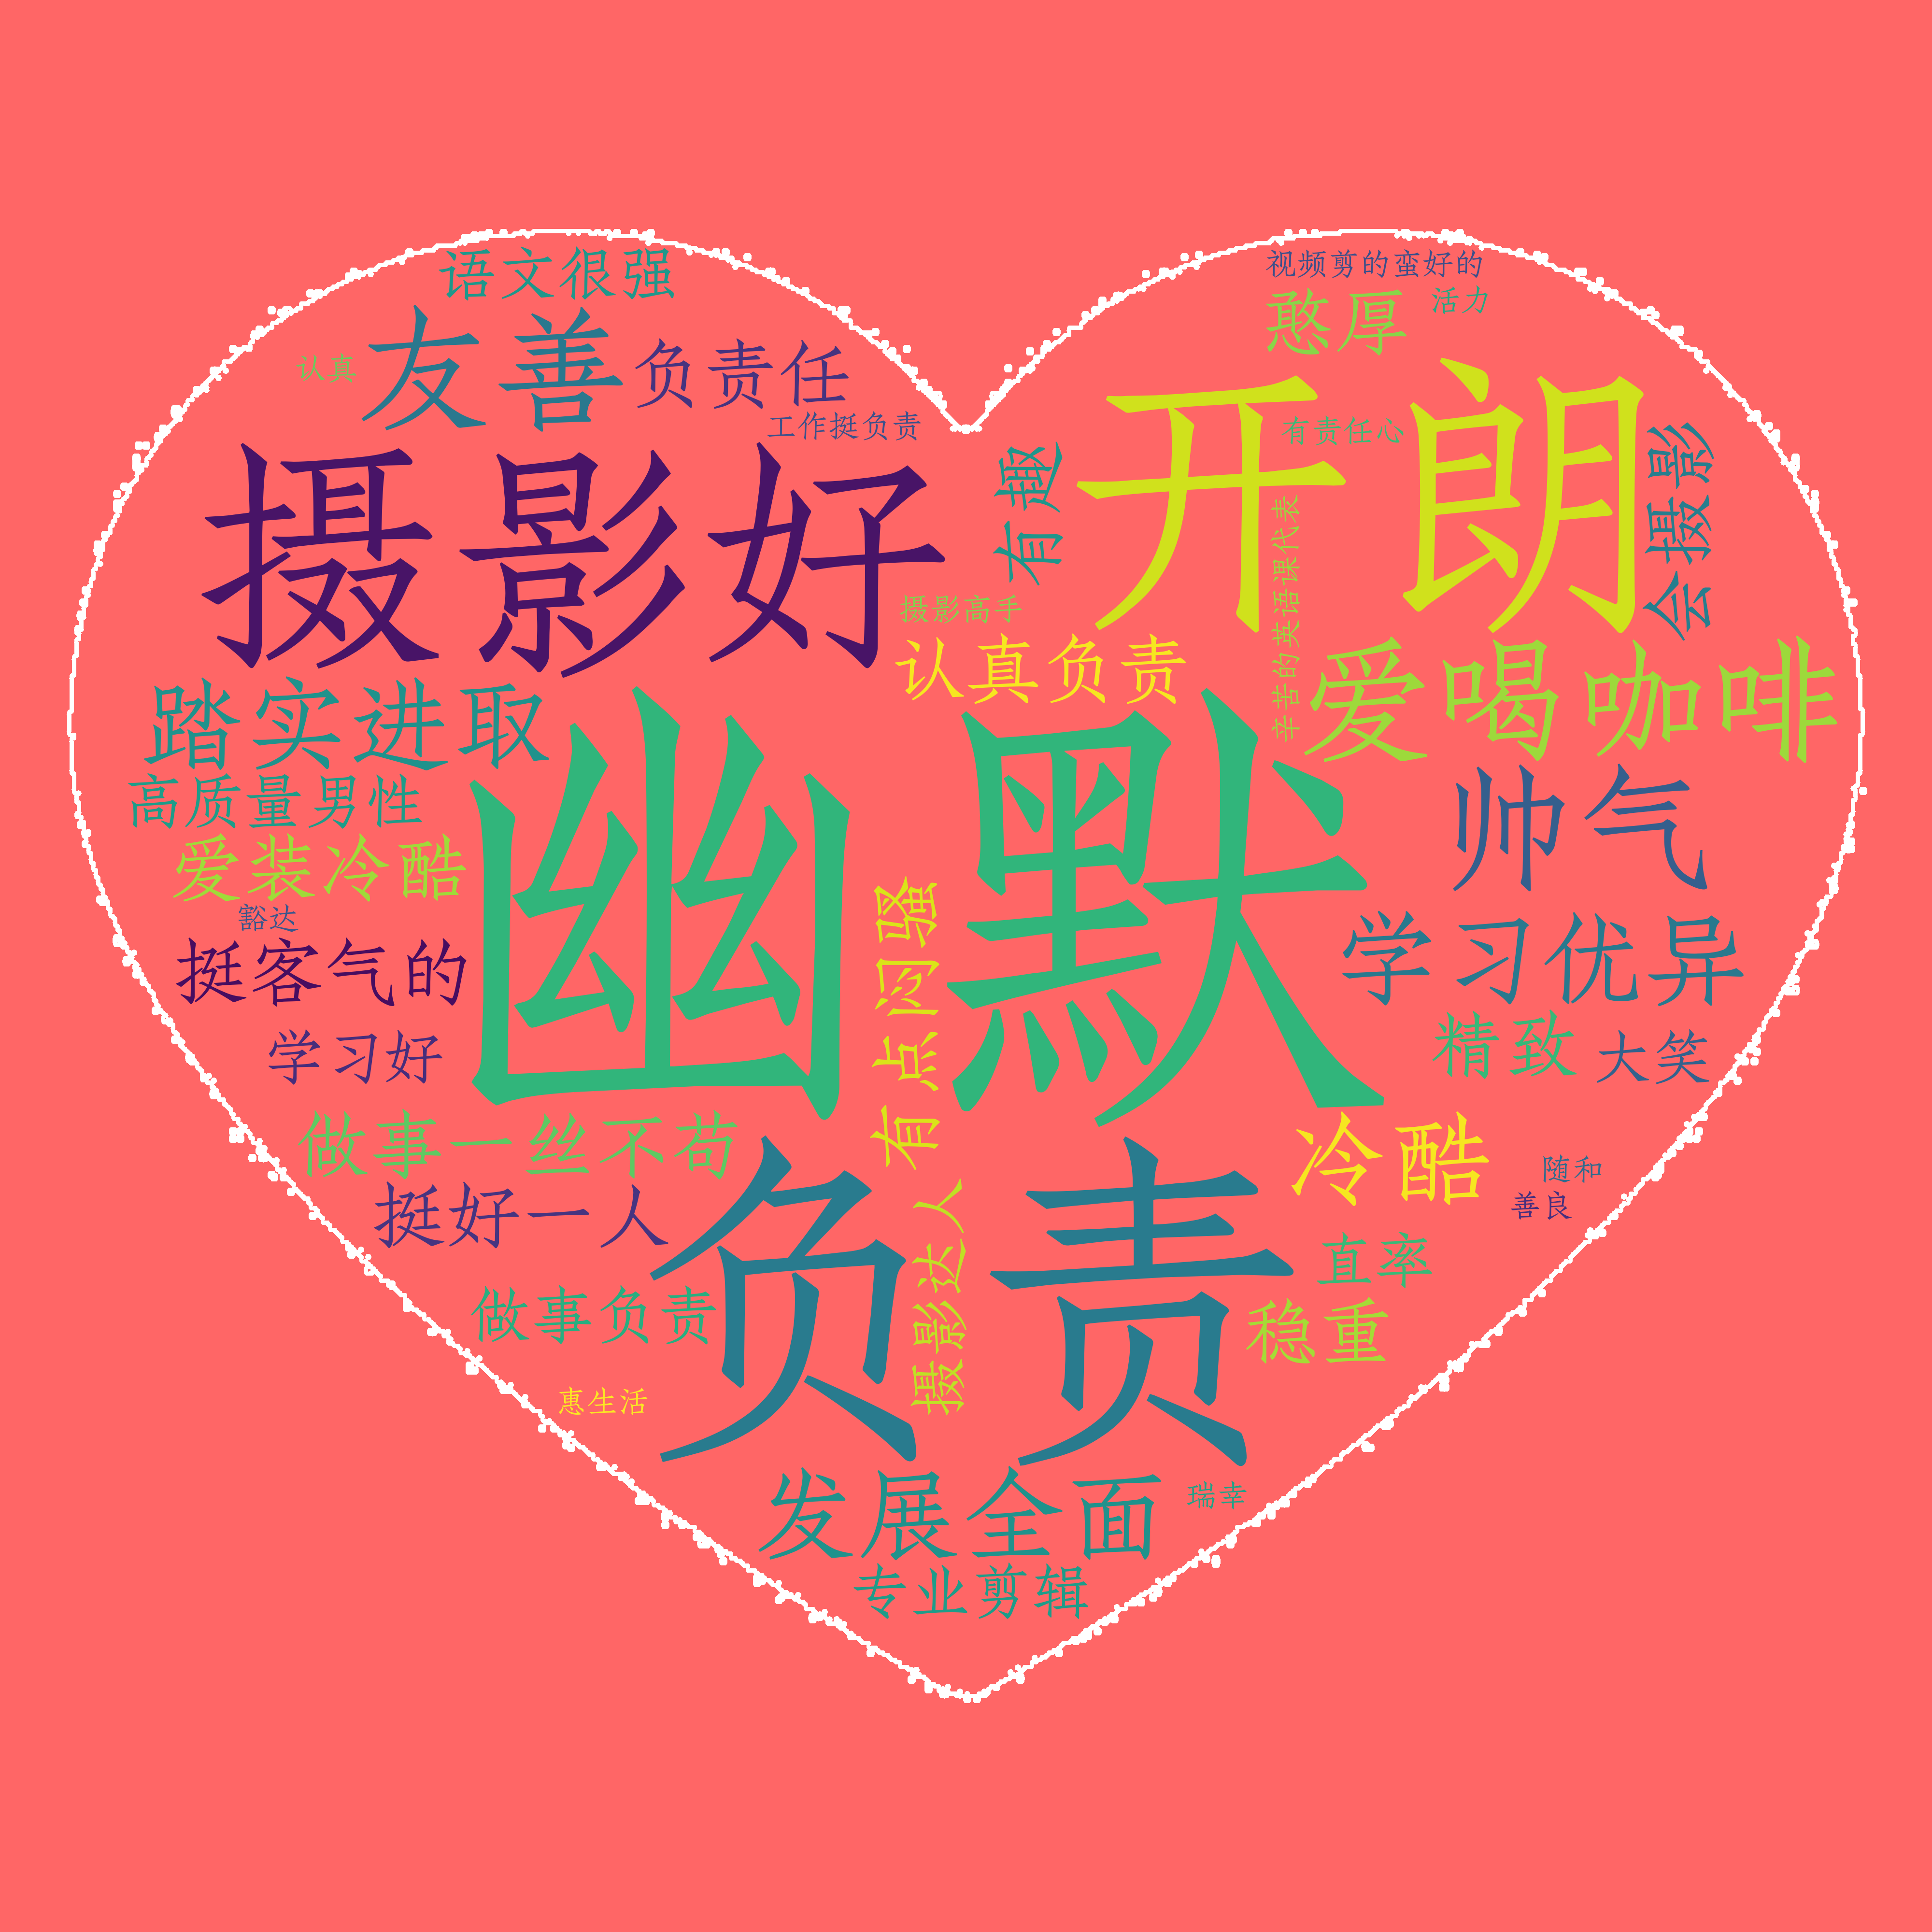 语文很强
视频剪的蛮好的
憨厚
活力
友善
负责任
认真
工作挺负责
开朗
有责任心
摄影好
有趣
会摄影
辛苦的英语课代表
摄影高手
认真负责
爱喝咖啡
踏实进取
幽默
高质量男性
帅气
爱装冷酷
有点闷骚
豁达
挺客气的
学习优异
学习好
精致
大笑
做事一丝不苟
冷酷
负责
随和
挺好一人
善良
摄影达人
直率
做事负责
稳重
惠生活
发展全面
瑞幸
专业剪辑